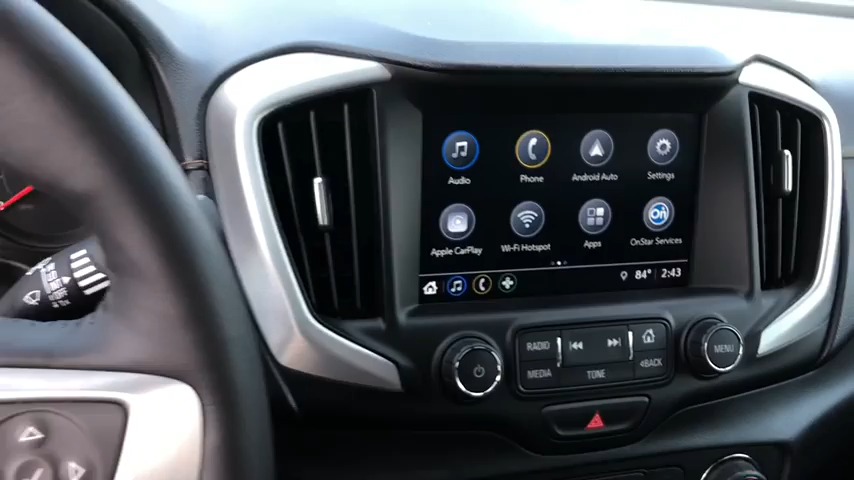 Audio Phone Android Auto Settings
Apple CarPlay Wi-Fi Hotspot Apps OnStar Services
84° 2:43
RADIO
BACK
MEDIA TONE
MENU